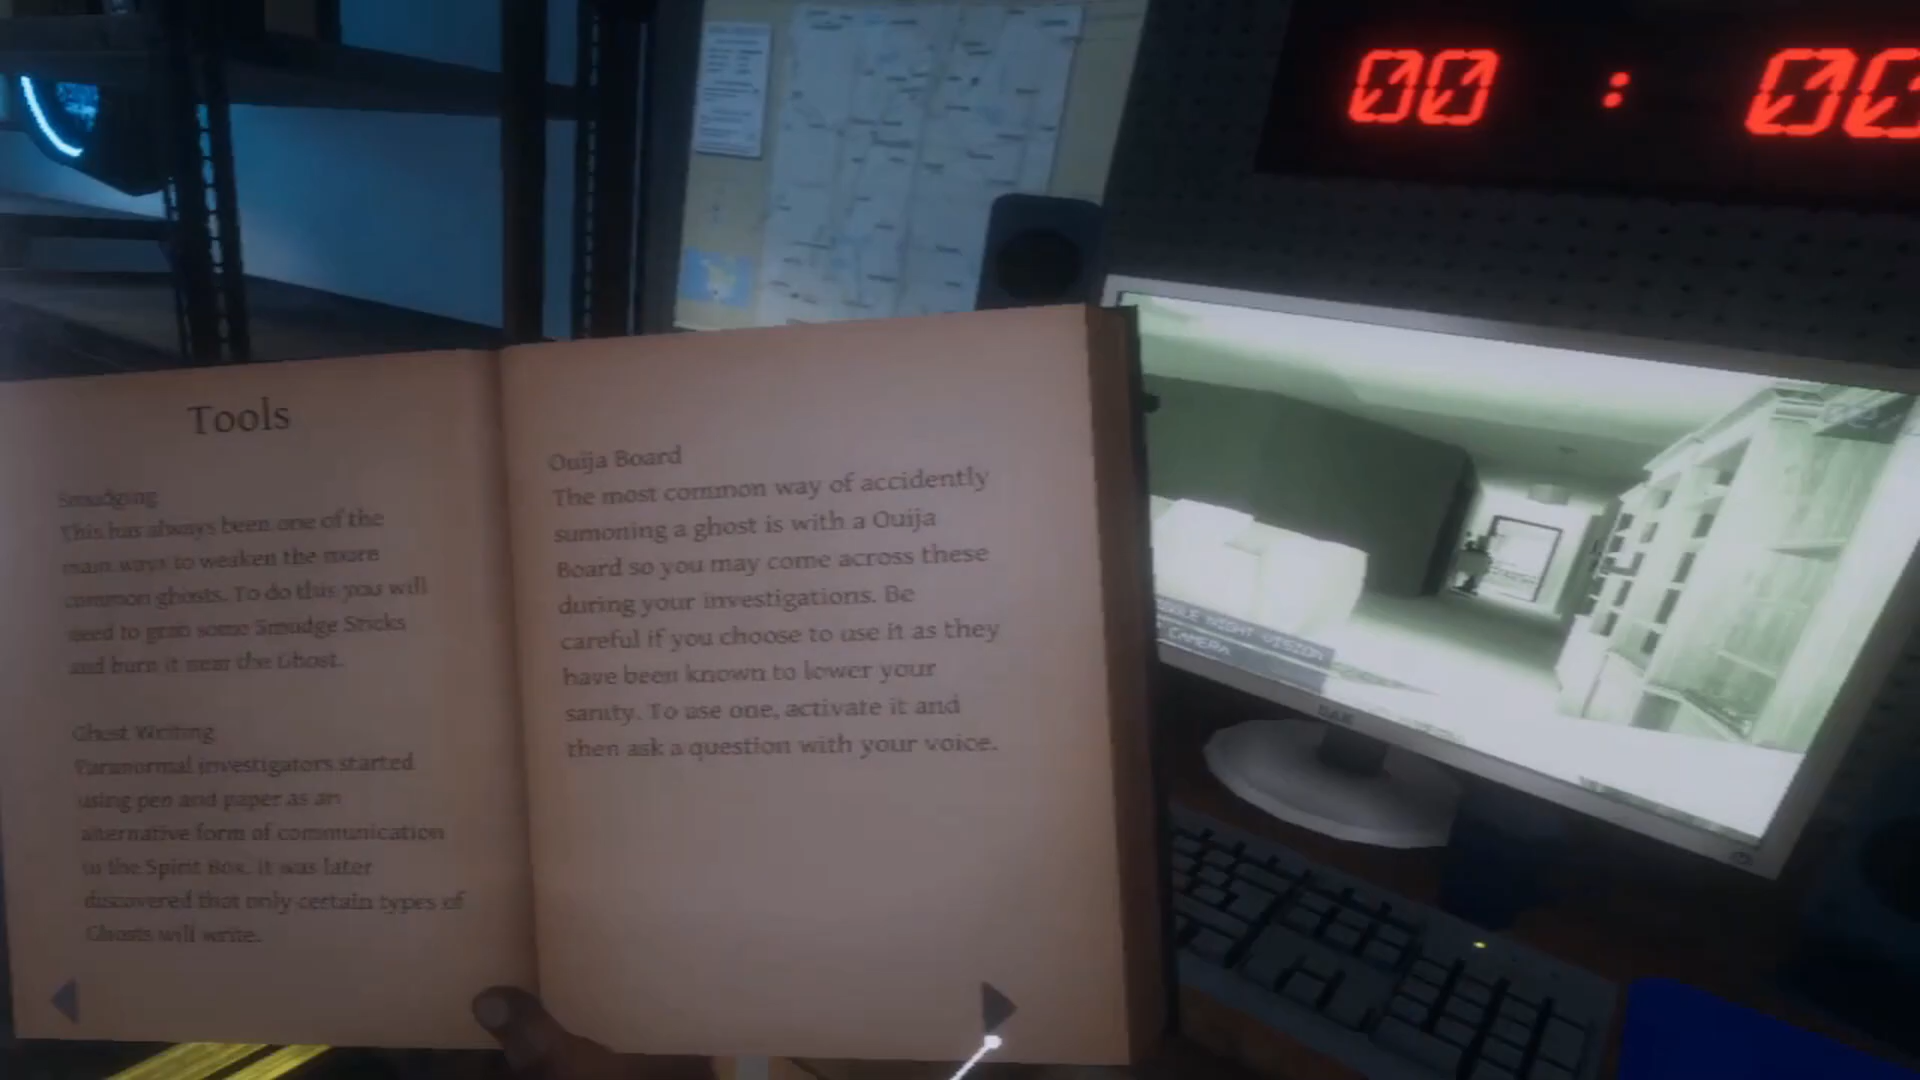 Tools
Smudging
This has always been one of the
main ways to weaken the more
common ghosts. To do this you will
need to grab some Smudge Sticks
and burn it near the Ghost.
Ghost Writing
Paranormal investigators started
using pen and paper as an
alternative form of communication
to the Spirit Box. It was later
discovered that only certain types of
Ghosts will write.
Ouija Board
The most common way of accidently
sumoning a ghost is with a Ouija
Board so you may come across these
during your investigations. Be
careful if you choose to use it as they
have been known to lower your
sanity. To use one, activate it and
then ask a question with your voice.
00 : 00
NIGHT VISION
CAMERA